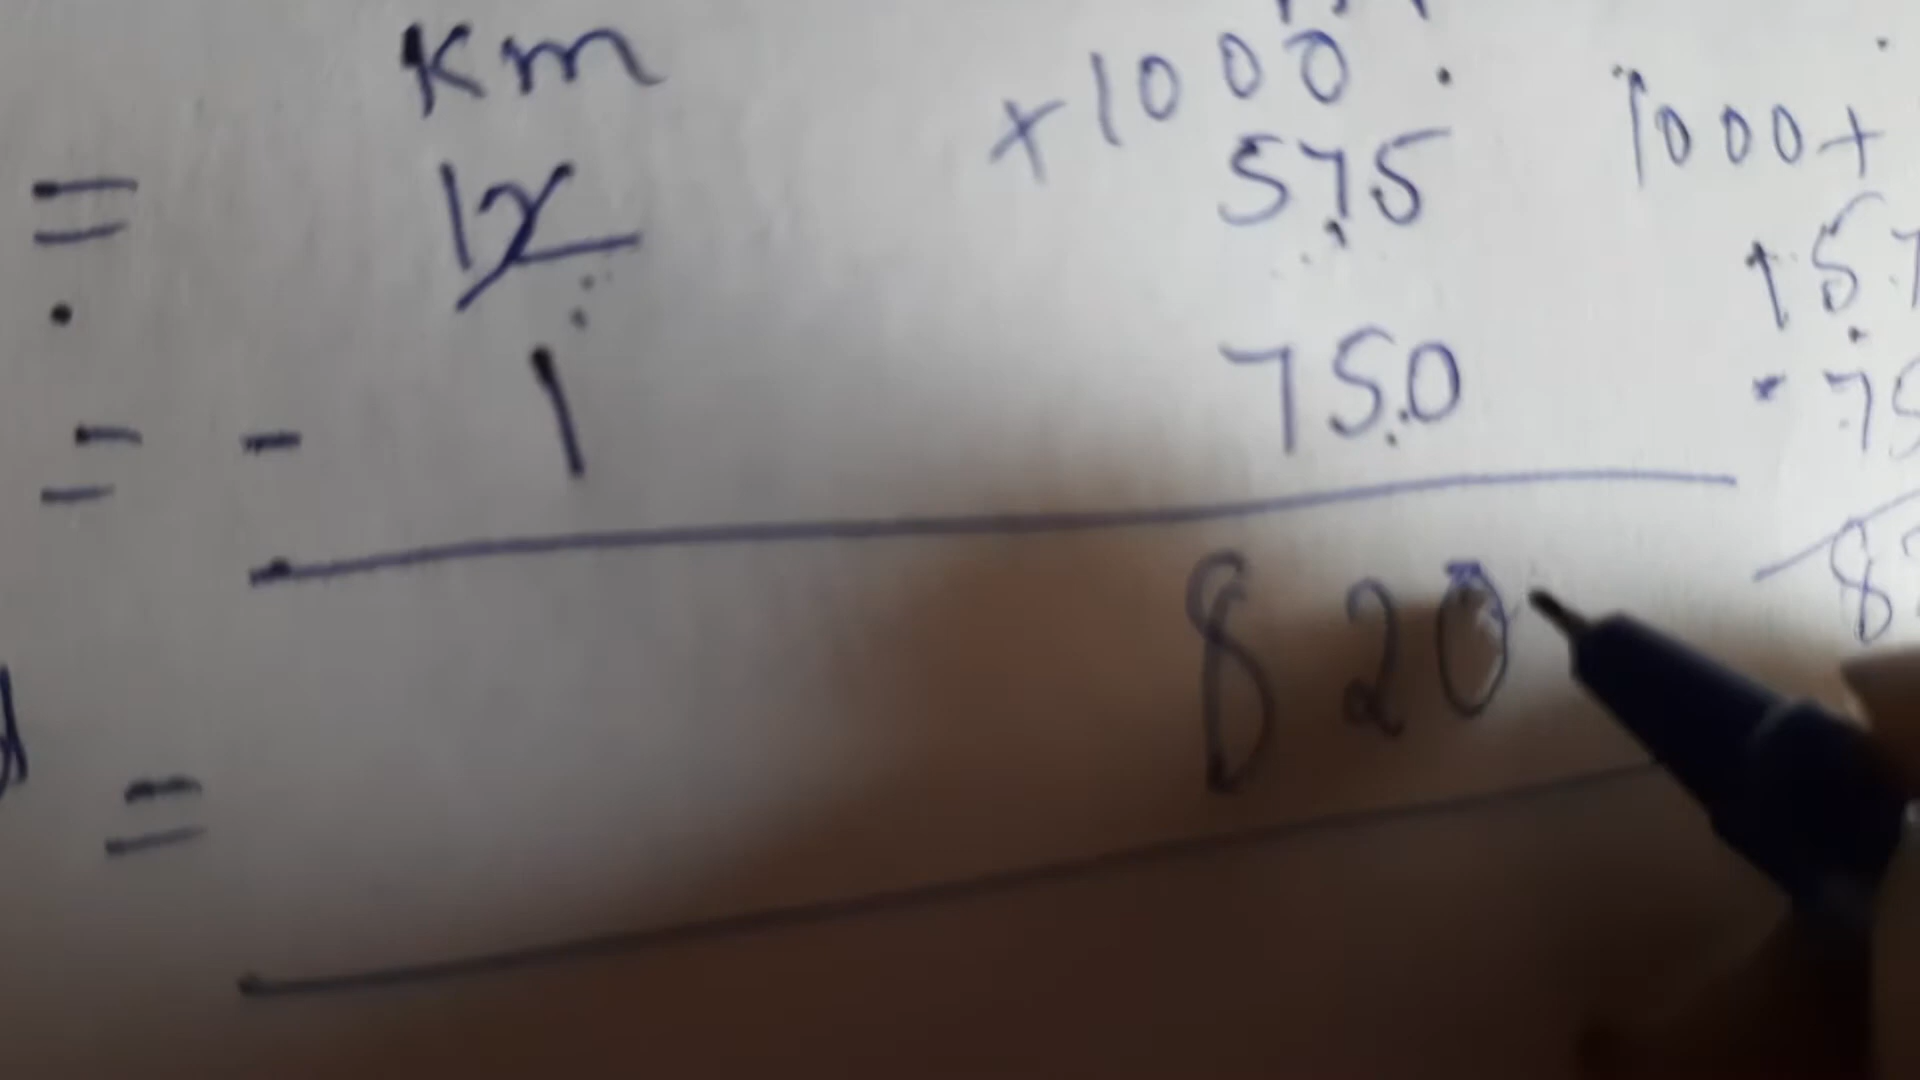 Km +1000
= 12 575 1000+
= - 1 750
820
=